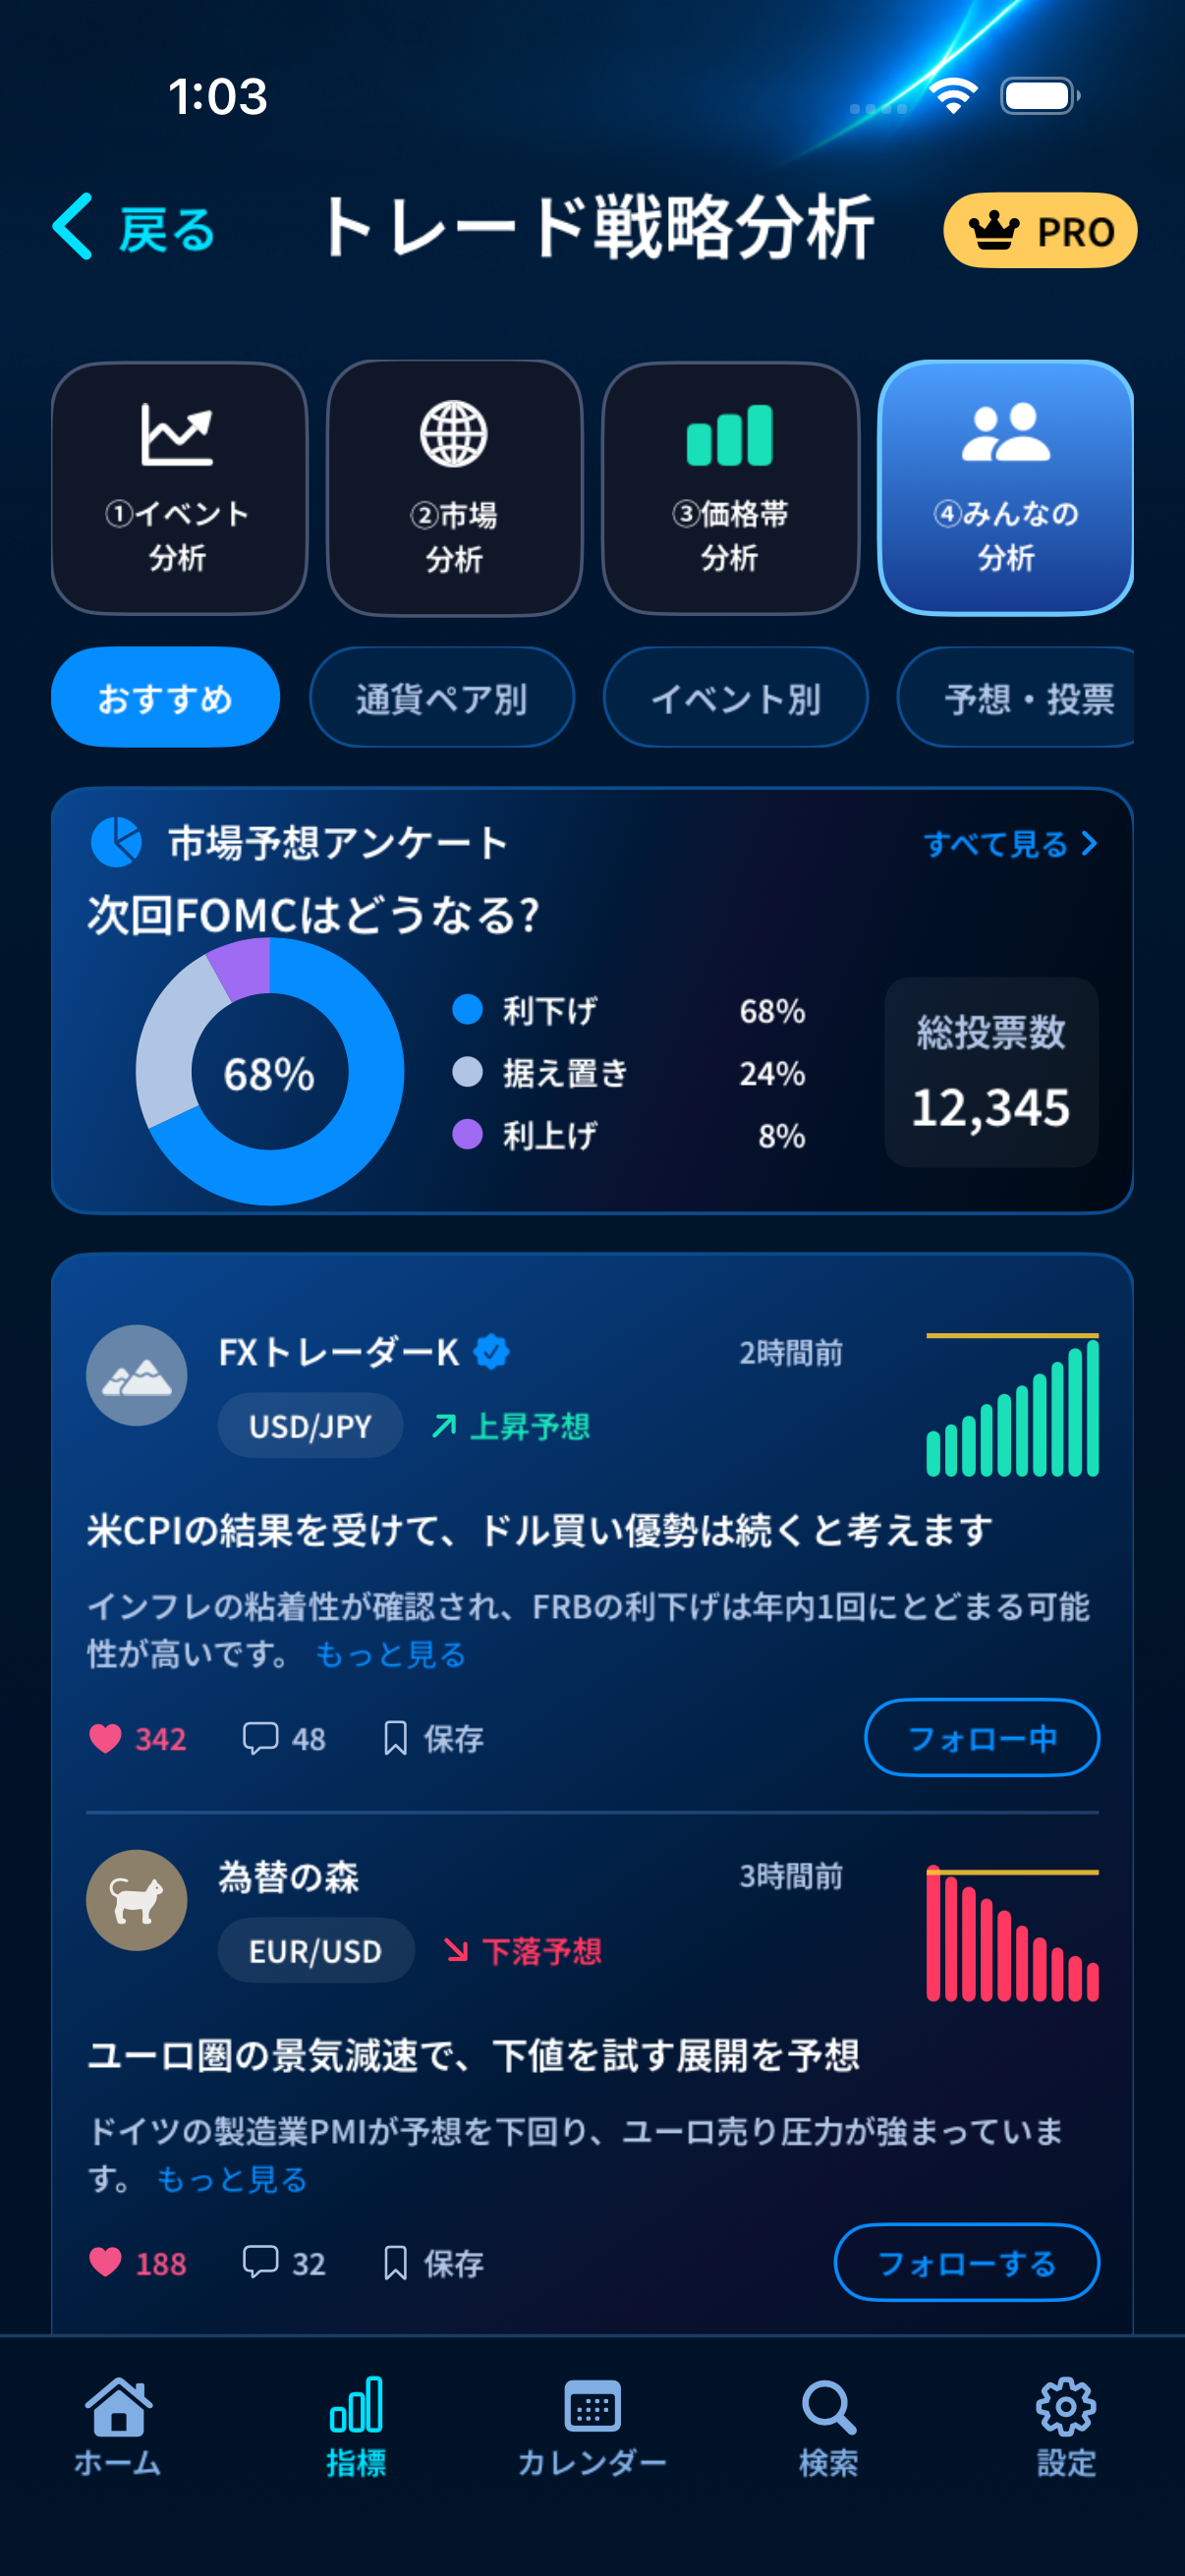 1:03
戻る
トレード戦略分析
PRO
①イベント
分析
②市場
分析
③価格帯
分析
④みんなの
分析
おすすめ
通貨ペア別
イベント別
予想・投票
市場予想アンケート
すべて見る
次回FOMCはどうなる?
68%
利下げ 68%
据え置き 24%
利上げ 8%
総投票数
12,345
FXトレーダーK
2時間前
USD/JPY
上昇予想
米CPIの結果を受けて、ドル買い優勢は続くと考えます
インフレの粘着性が確認され、FRBの利下げは年内1回にとどまる可能
性が高いです。 もっと見る
342
48
保存
フォロー中
為替の森
3時間前
EUR/USD
下落予想
ユーロ圏の景気減速で、下値を試す展開を予想
ドイツの製造業PMIが予想を下回り、ユーロ売り圧力が強まっていま
す。 もっと見る
188
32
保存
フォローする
ホーム
指標
カレンダー
検索
設定